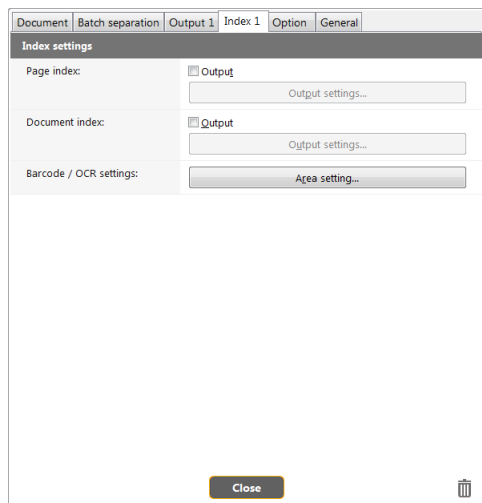 Document Batch separation Output 1 Index 1 Option General
Index settings
Page index: Output
Output settings...
Document index: Output
Output settings...
Barcode / OCR settings: Area setting...
Close